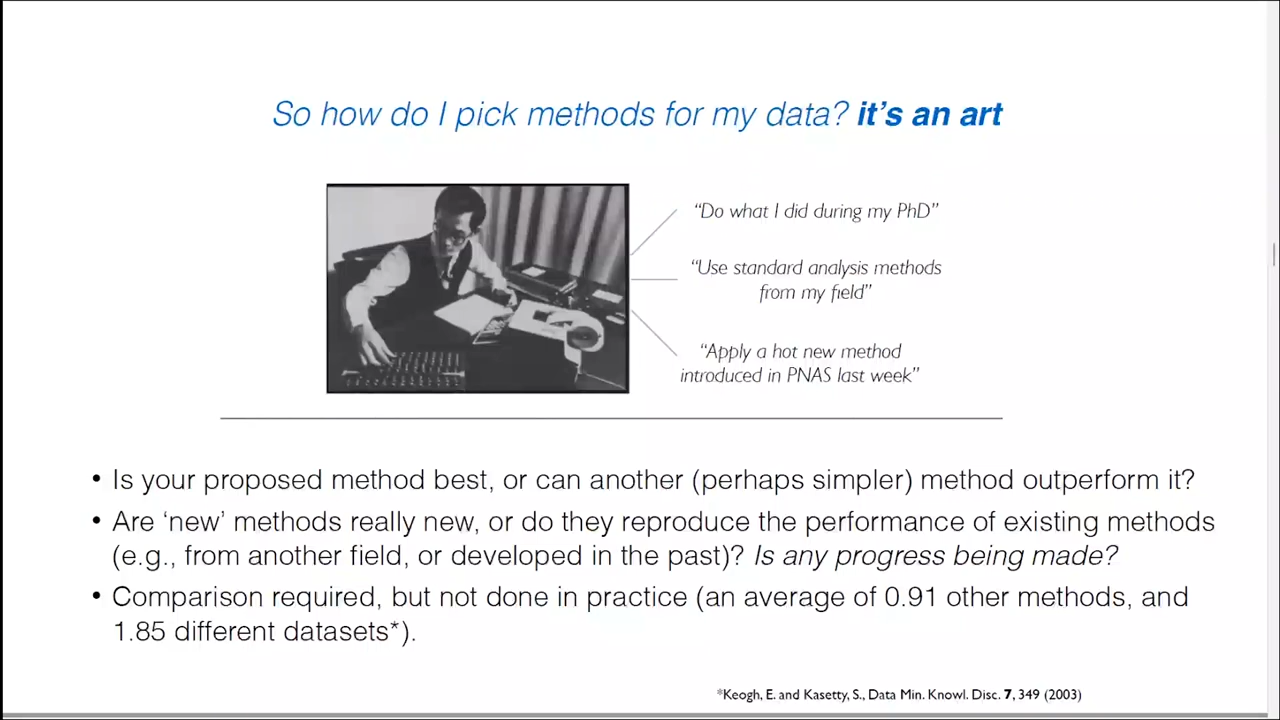 So how do I pick methods for my data? it's an art
“Do what I did during my PhD”
“Use standard analysis methods
from my field”
“Apply a hot new method
introduced in PNAS last week”
• Is your proposed method best, or can another (perhaps simpler) method outperform it?
• Are ‘new’ methods really new, or do they reproduce the performance of existing methods
(e.g., from another field, or developed in the past)? Is any progress being made?
• Comparison required, but not done in practice (an average of 0.91 other methods, and
1.85 different datasets*).
*Keogh, E. and Kasetty, S., Data Min. Knowl. Disc. 7, 349 (2003)